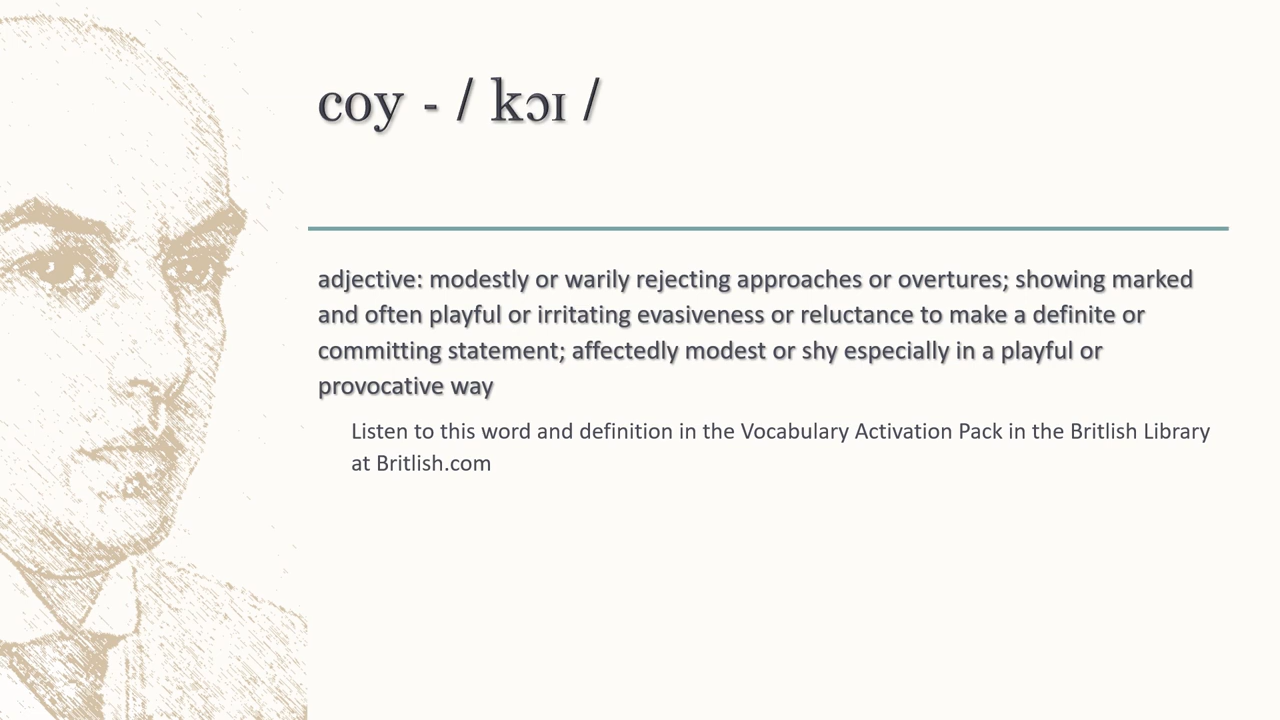 coy - / kɔɪ /
adjective: modestly or warily rejecting approaches or overtures; showing marked
and often playful or irritating evasiveness or reluctance to make a definite or
committing statement; affectedly modest or shy especially in a playful or
provocative way
Listen to this word and definition in the Vocabulary Activation Pack in the Britlish Library
at Britlish.com